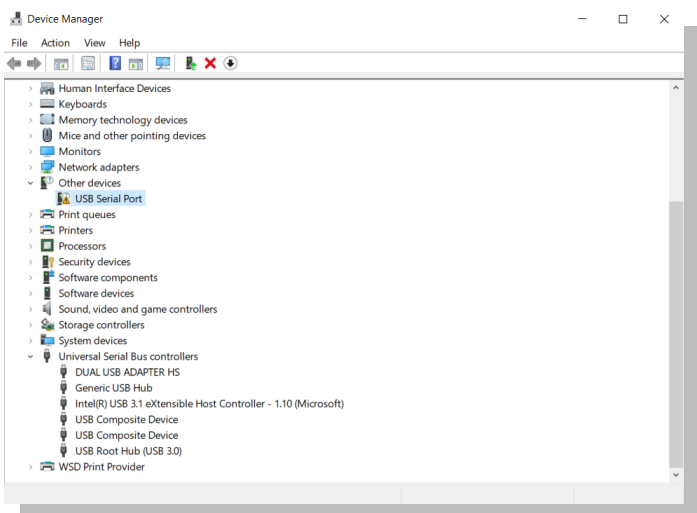 Device Manager
File Action View Help
Human Interface Devices
Keyboards
Memory technology devices
Mice and other pointing devices
Monitors
Network adapters
Other devices
USB Serial Port
Print queues
Printers
Processors
Security devices
Software components
Software devices
Sound, video and game controllers
Storage controllers
System devices
Universal Serial Bus controllers
DUAL USB ADAPTER HS
Generic USB Hub
Intel(R) USB 3.1 eXtensible Host Controller - 1.10 (Microsoft)
USB Composite Device
USB Composite Device
USB Root Hub (USB 3.0)
WSD Print Provider